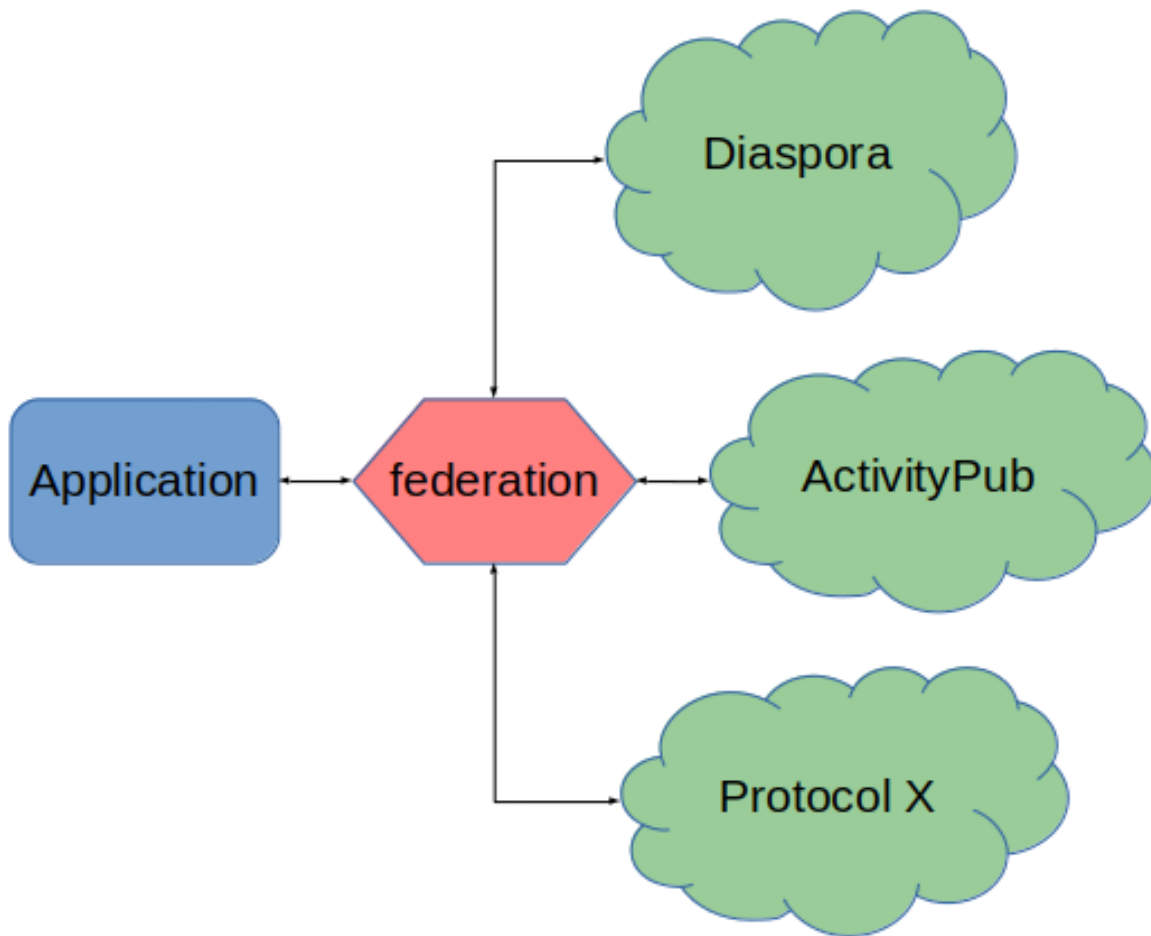 Diaspora
Application
federation
ActivityPub
Protocol X